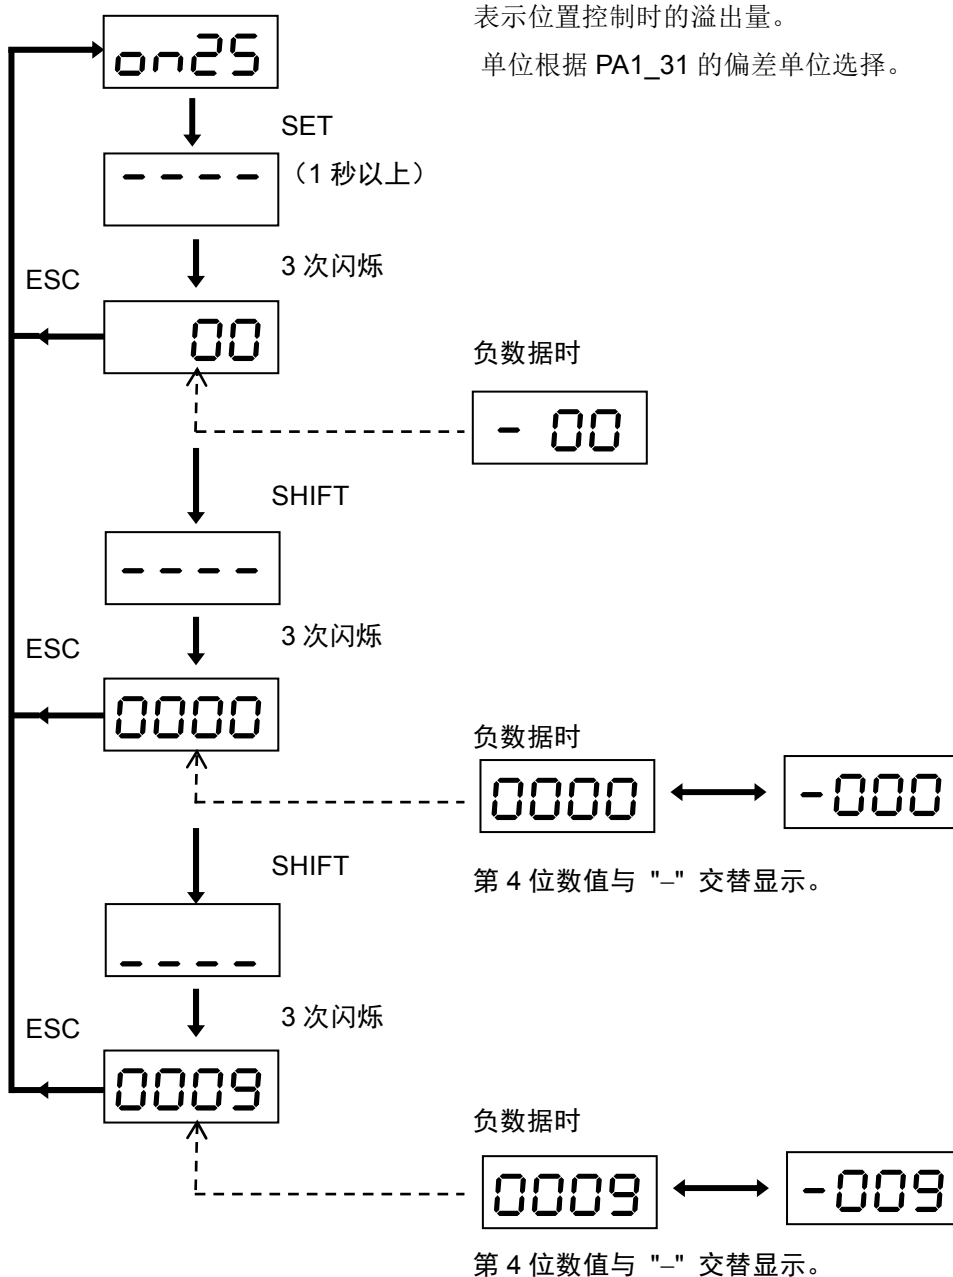 表示位置控制时的溢出量。
on25
单位根据 PA1_31 的偏差单位选择。
SET
----
（1 秒以上）
3 次闪烁
ESC
00
负数据时
- 00
SHIFT
----
3 次闪烁
ESC
0000
负数据时
0000
-000
SHIFT
第 4 位数值与 "–" 交替显示。
----
3 次闪烁
ESC
0009
负数据时
0009
-009
第 4 位数值与 "–" 交替显示。